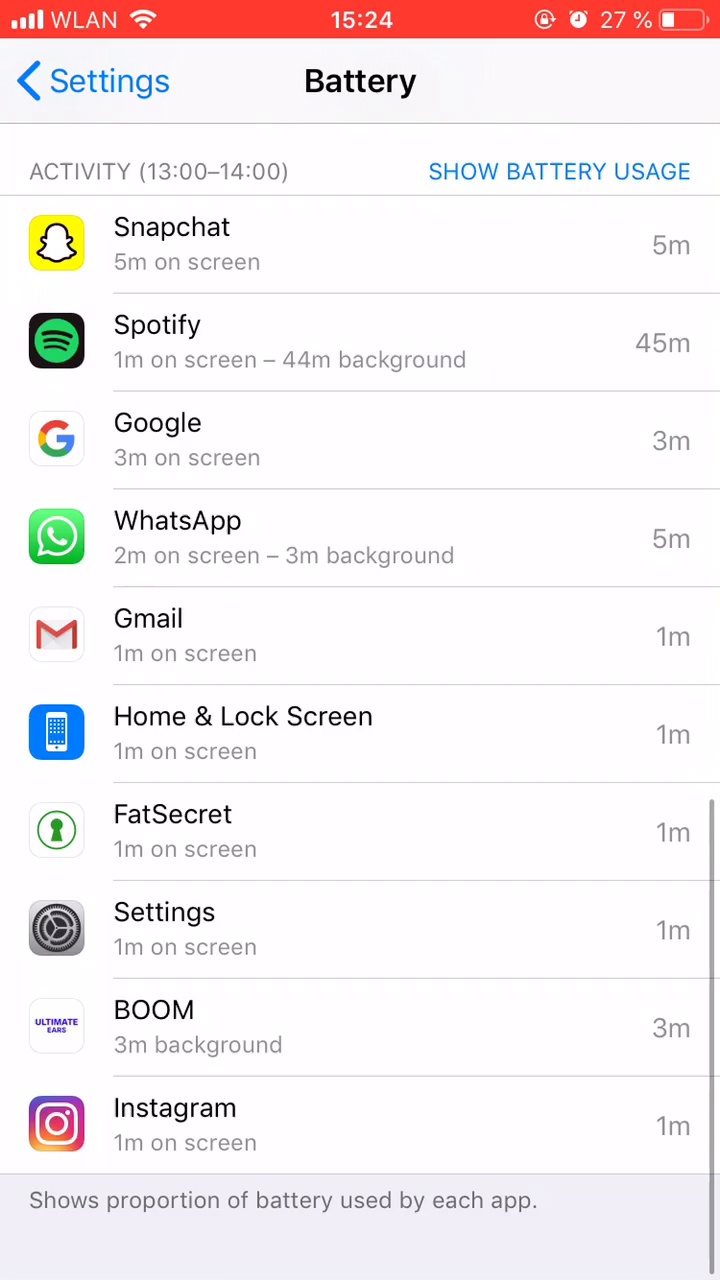 WLAN 15:24 27 %
Settings Battery
ACTIVITY (13:00–14:00) SHOW BATTERY USAGE
Snapchat
5m on screen 5m
Spotify
1m on screen – 44m background 45m
Google
3m on screen 3m
WhatsApp
2m on screen – 3m background 5m
Gmail
1m on screen 1m
Home & Lock Screen
1m on screen 1m
FatSecret
1m on screen 1m
Settings
1m on screen 1m
ULTIMATE
EARS
BOOM
3m background 3m
Instagram
1m on screen 1m
Shows proportion of battery used by each app.